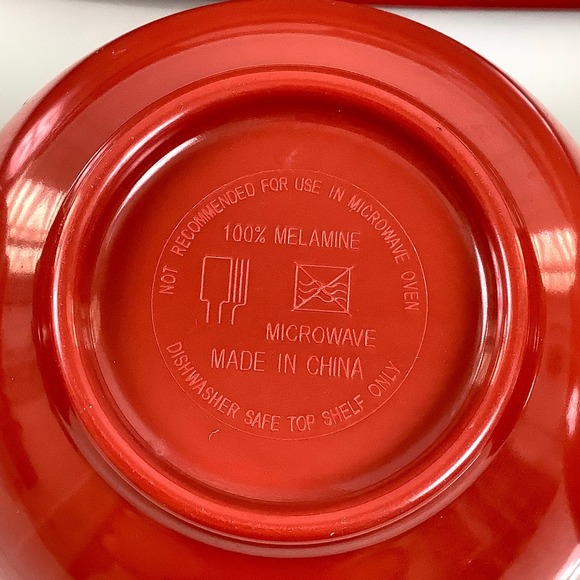 NOT RECOMMENDED FOR USE IN MICROWAVE OVEN
100% MELAMINE
MICROWAVE
MADE IN CHINA
DISHWASHER SAFE TOP SHELF ONLY